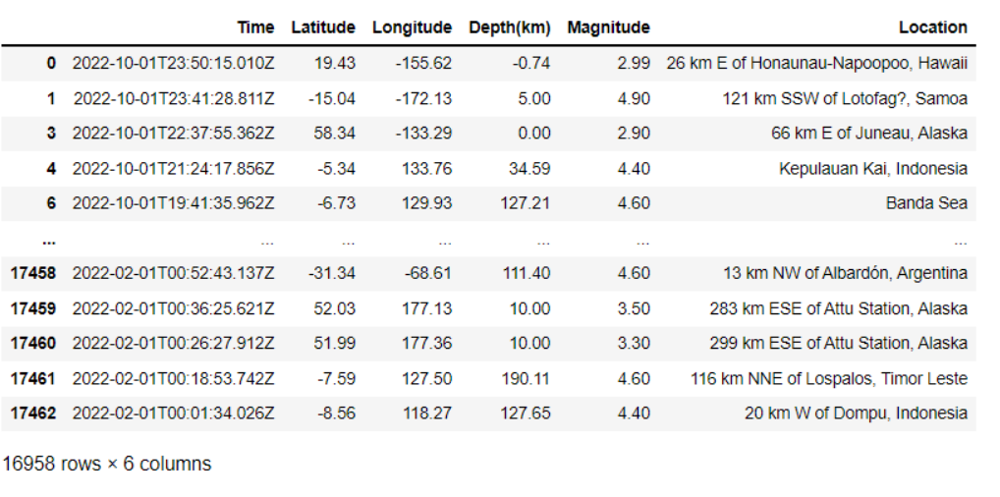 Time Latitude Longitude Depth(km) Magnitude Location
0 2022-10-01T23:50:15.010Z 19.43 -155.62 -0.74 2.99 26 km E of Honaunau-Napoopoo, Hawaii
1 2022-10-01T23:41:28.811Z -15.04 -172.13 5.00 4.90 121 km SSW of Lotofag?, Samoa
3 2022-10-01T22:37:55.362Z 58.34 -133.29 0.00 2.90 66 km E of Juneau, Alaska
4 2022-10-01T21:24:17.856Z -5.34 133.76 34.59 4.40 Kepulauan Kai, Indonesia
6 2022-10-01T19:41:35.962Z -6.73 129.93 127.21 4.60 Banda Sea
... ... ... ... ... ... ...
17458 2022-02-01T00:52:43.137Z -31.34 -68.61 111.40 4.60 13 km NW of Albardón, Argentina
17459 2022-02-01T00:36:25.621Z 52.03 177.13 10.00 3.50 283 km ESE of Attu Station, Alaska
17460 2022-02-01T00:26:27.912Z 51.99 177.36 10.00 3.30 299 km ESE of Attu Station, Alaska
17461 2022-02-01T00:18:53.742Z -7.59 127.50 190.11 4.60 116 km NNE of Lospalos, Timor Leste
17462 2022-02-01T00:01:34.026Z -8.56 118.27 127.65 4.40 20 km W of Dompu, Indonesia
16958 rows × 6 columns